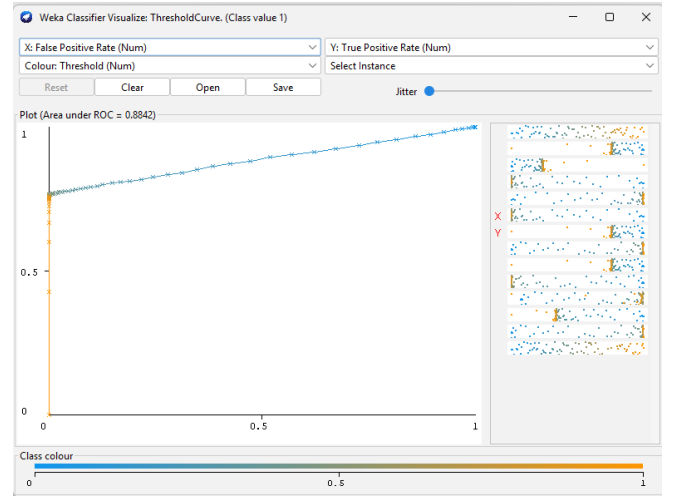 Weka Classifier Visualize: ThresholdCurve. (Class value 1)
X: False Positive Rate (Num)
Y: True Positive Rate (Num)
Colour: Threshold (Num)
Select Instance
Reset
Clear
Open
Save
Jitter
Plot (Area under ROC = 0.8842)
1
0.5
0
0
0.5
1
X
Y
Class colour
0
0.5
1